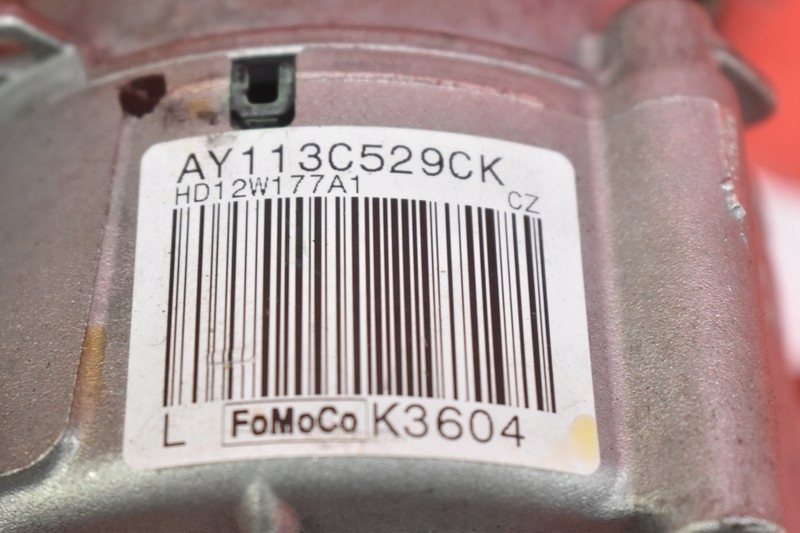 AY113C529CK
HD12W177A1
CZ
L FoMoCo K3604